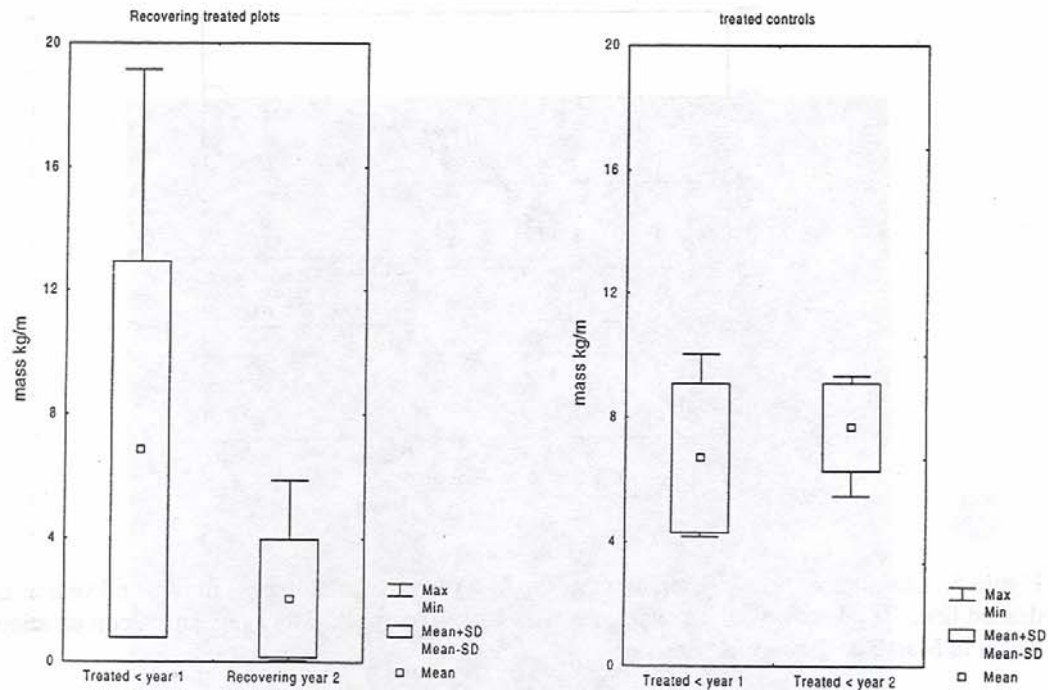 Recovering treated plots
20
16
12
8
4
0
mass kg/m
Treated < year 1
Recovering year 2
Max
Min
Mean+SD
Mean-SD
Mean
treated controls
20
16
12
8
4
0
mass kg/m
Treated < year 1
Treated < year 2
Max
Min
Mean+SD
Mean-SD
Mean